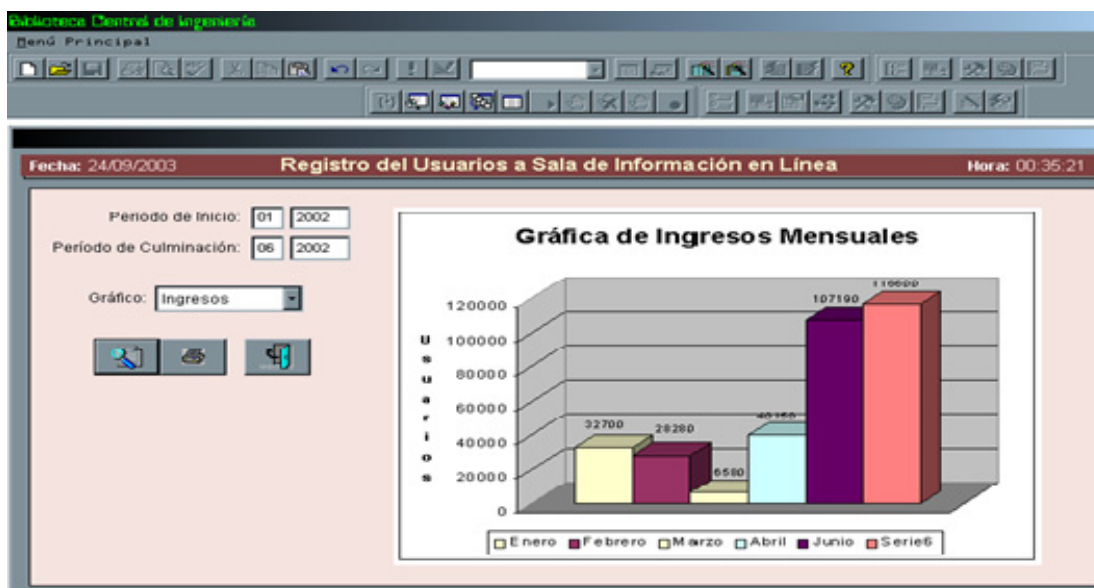 Biblioteca Central de Ingeniería
Menú Principal
Fecha: 24/09/2003 Registro del Usuarios a Sala de Información en Línea Hora: 00:35:21
Periodo de Inicio: 01 2002
Período de Culminación: 06 2002
Gráfico: Ingresos
Gráfica de Ingresos Mensuales
Usuarios
120000
100000
80000
60000
40000
20000
0
32700
28280
6580
107190
Enero Febrero Marzo Abril Junio Serie6